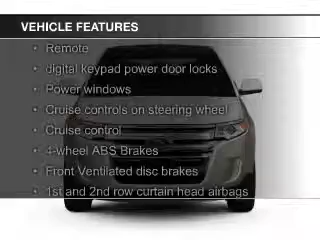 VEHICLE FEATURES
• Remote
• digital keypad power door locks
• Power windows
• Cruise controls on steering wheel
• Cruise control
• 4-wheel ABS Brakes
• Front Ventilated disc brakes
• 1st and 2nd row curtain head airbags